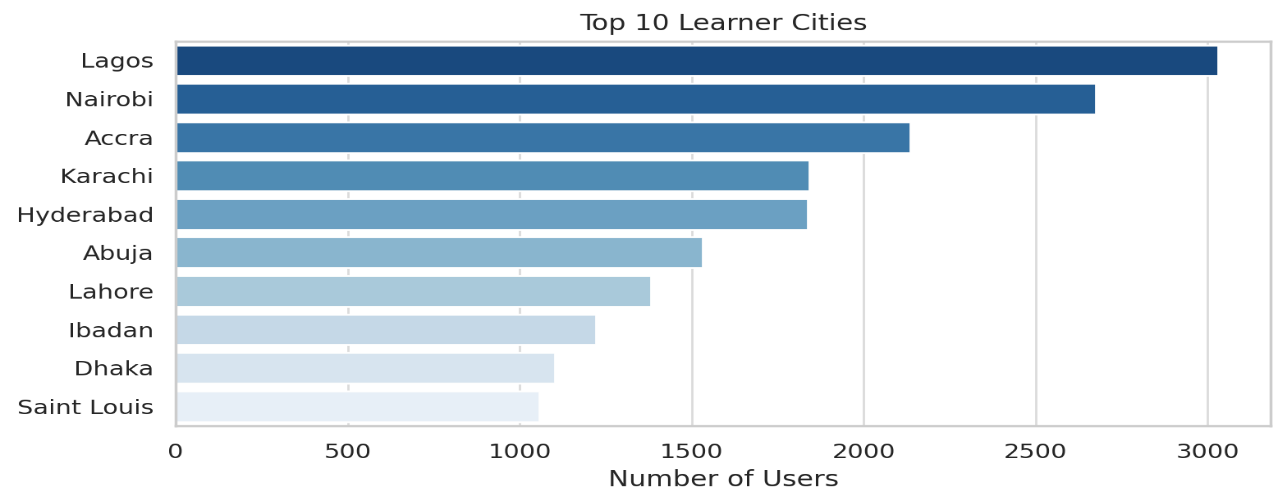 Top 10 Learner Cities
Lagos
Nairobi
Accra
Karachi
Hyderabad
Abuja
Lahore
Ibadan
Dhaka
Saint Louis
0 500 1000 1500 2000 2500 3000
Number of Users